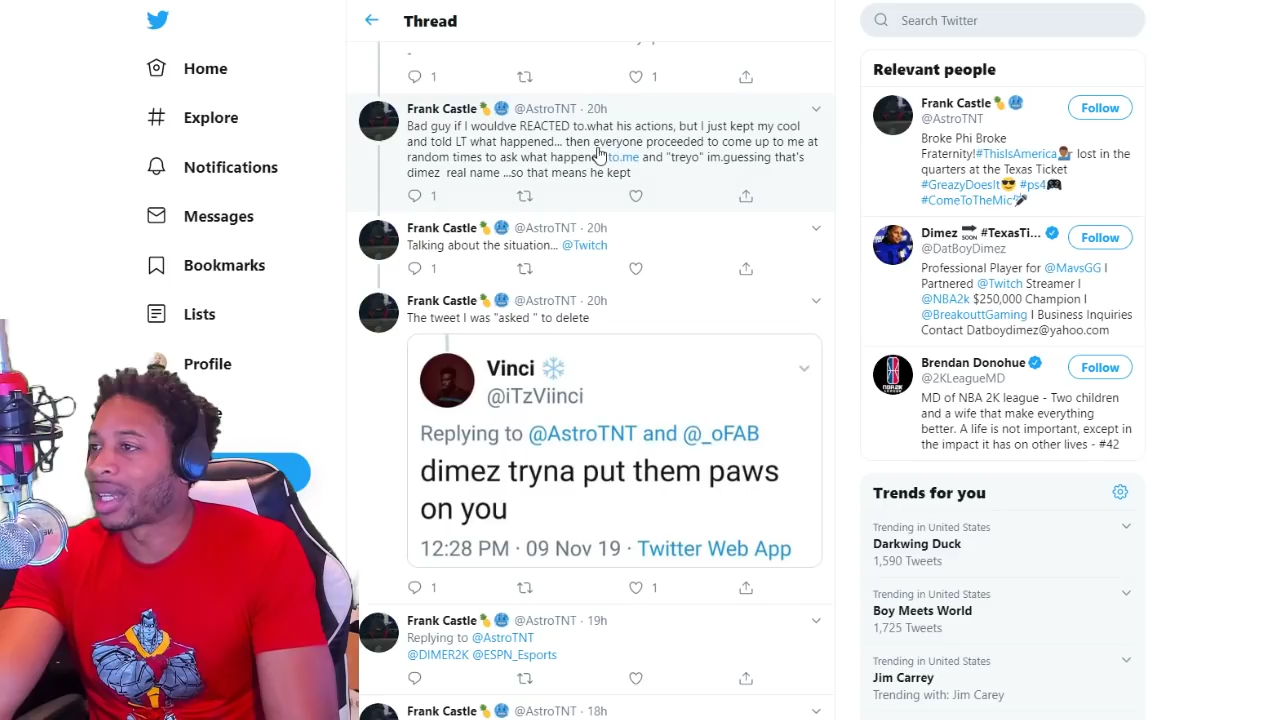 Home
Explore
Notifications
Messages
Bookmarks
Lists
Profile
Thread
1
1
Frank Castle @AstroTNT · 20h
Bad guy if I wouldve REACTED to.what his actions, but I just kept my cool
and told LT what happened... then everyone proceeded to come up to me at
random times to ask what happened to.me and "treyo" im.guessing that's
dimez real name ...so that means he kept
1
Frank Castle @AstroTNT · 20h
Talking about the situation... @Twitch
1
Frank Castle @AstroTNT · 20h
The tweet I was "asked " to delete
Vinci
@iTzViinci
Replying to @AstroTNT and @_oFAB
dimez tryna put them paws
on you
12:28 PM · 09 Nov 19 · Twitter Web App
1
1
Frank Castle @AstroTNT · 19h
Replying to @AstroTNT
@DIMER2K @ESPN_Esports
Frank Castle @AstroTNT · 18h
Search Twitter
Relevant people
Frank Castle
@AstroTNT
Follow
Broke Phi Broke
Fraternity!#ThisIsAmerica lost in the
quarters at the Texas Ticket
#GreazyDoesIt #ps4
#ComeToTheMic
Dimez #TexasTi...
@DatBoyDimez
Follow
Professional Player for @MavsGG I
Partnered @Twitch Streamer I
@NBA2k $250,000 Champion I
@BreakouttGaming I Business Inquiries
Contact Datboydimez@yahoo.com
Brendan Donohue
@2KLeagueMD
Follow
MD of NBA 2K league - Two children
and a wife that make everything
better. A life is not important, except in
the impact it has on other lives - #42
Trends for you
Trending in United States
Darkwing Duck
1,590 Tweets
Trending in United States
Boy Meets World
1,725 Tweets
Trending in United States
Jim Carrey
Trending with: Jim Carey